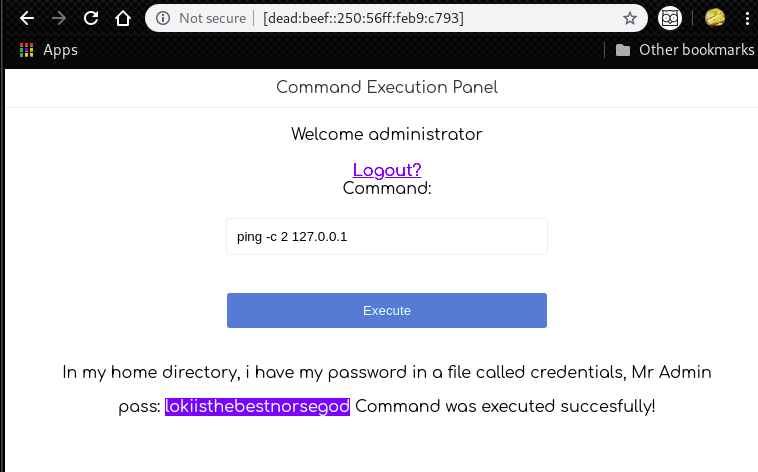 Not secure | [dead:beef::250:56ff:feb9:c793]
Apps
Other bookmarks
Command Execution Panel
Welcome administrator
Logout?
Command:
ping -c 2 127.0.0.1
Execute
In my home directory, i have my password in a file called credentials, Mr Admin
pass: lokiisthebestnorsegod Command was executed succesfully!